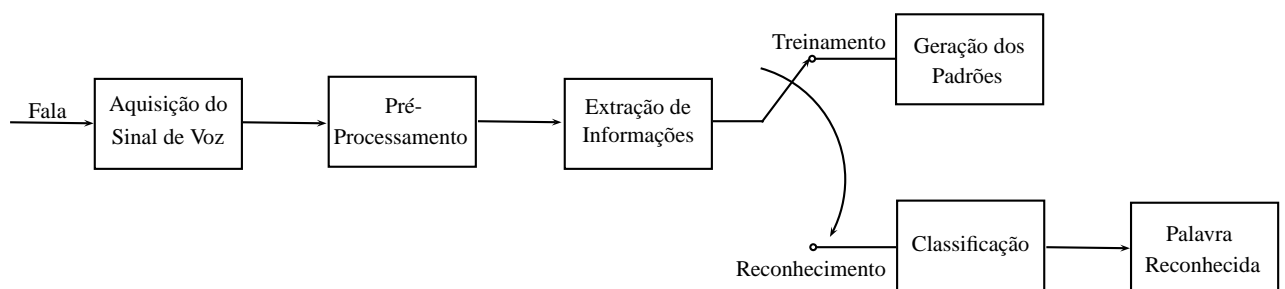 Fala
Aquisição do
Sinal de Voz
Pré-
Processamento
Extração de
Informações
Treinamento
Geração dos
Padrões
Reconhecimento
Classificação
Palavra
Reconhecida